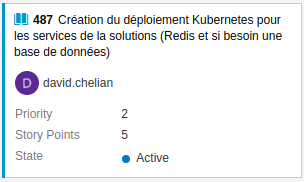 487 Création du déploiement Kubernetes pour
les services de la solutions (Redis et si besoin une
base de données)
D david.chelian
Priority 2
Story Points 5
State Active